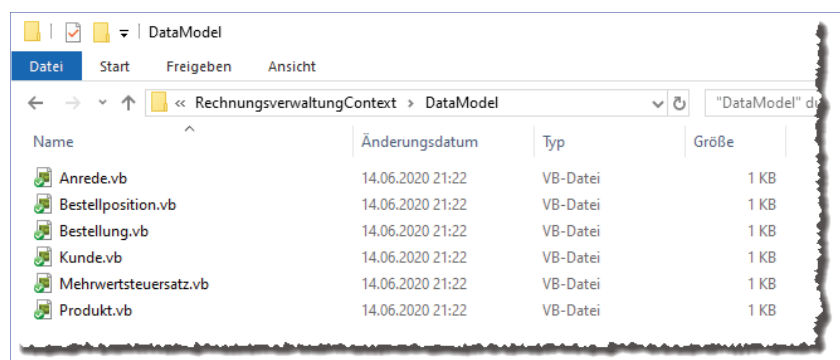 DataModel
Datei Start Freigeben Ansicht
« RechnungsverwaltungContext > DataModel "DataModel"
Name Änderungsdatum Typ Größe
Anrede.vb 14.06.2020 21:22 VB-Datei 1 KB
Bestellposition.vb 14.06.2020 21:22 VB-Datei 1 KB
Bestellung.vb 14.06.2020 21:22 VB-Datei 1 KB
Kunde.vb 14.06.2020 21:22 VB-Datei 1 KB
Mehrwertsteuersatz.vb 14.06.2020 21:22 VB-Datei 1 KB
Produkt.vb 14.06.2020 21:22 VB-Datei 1 KB